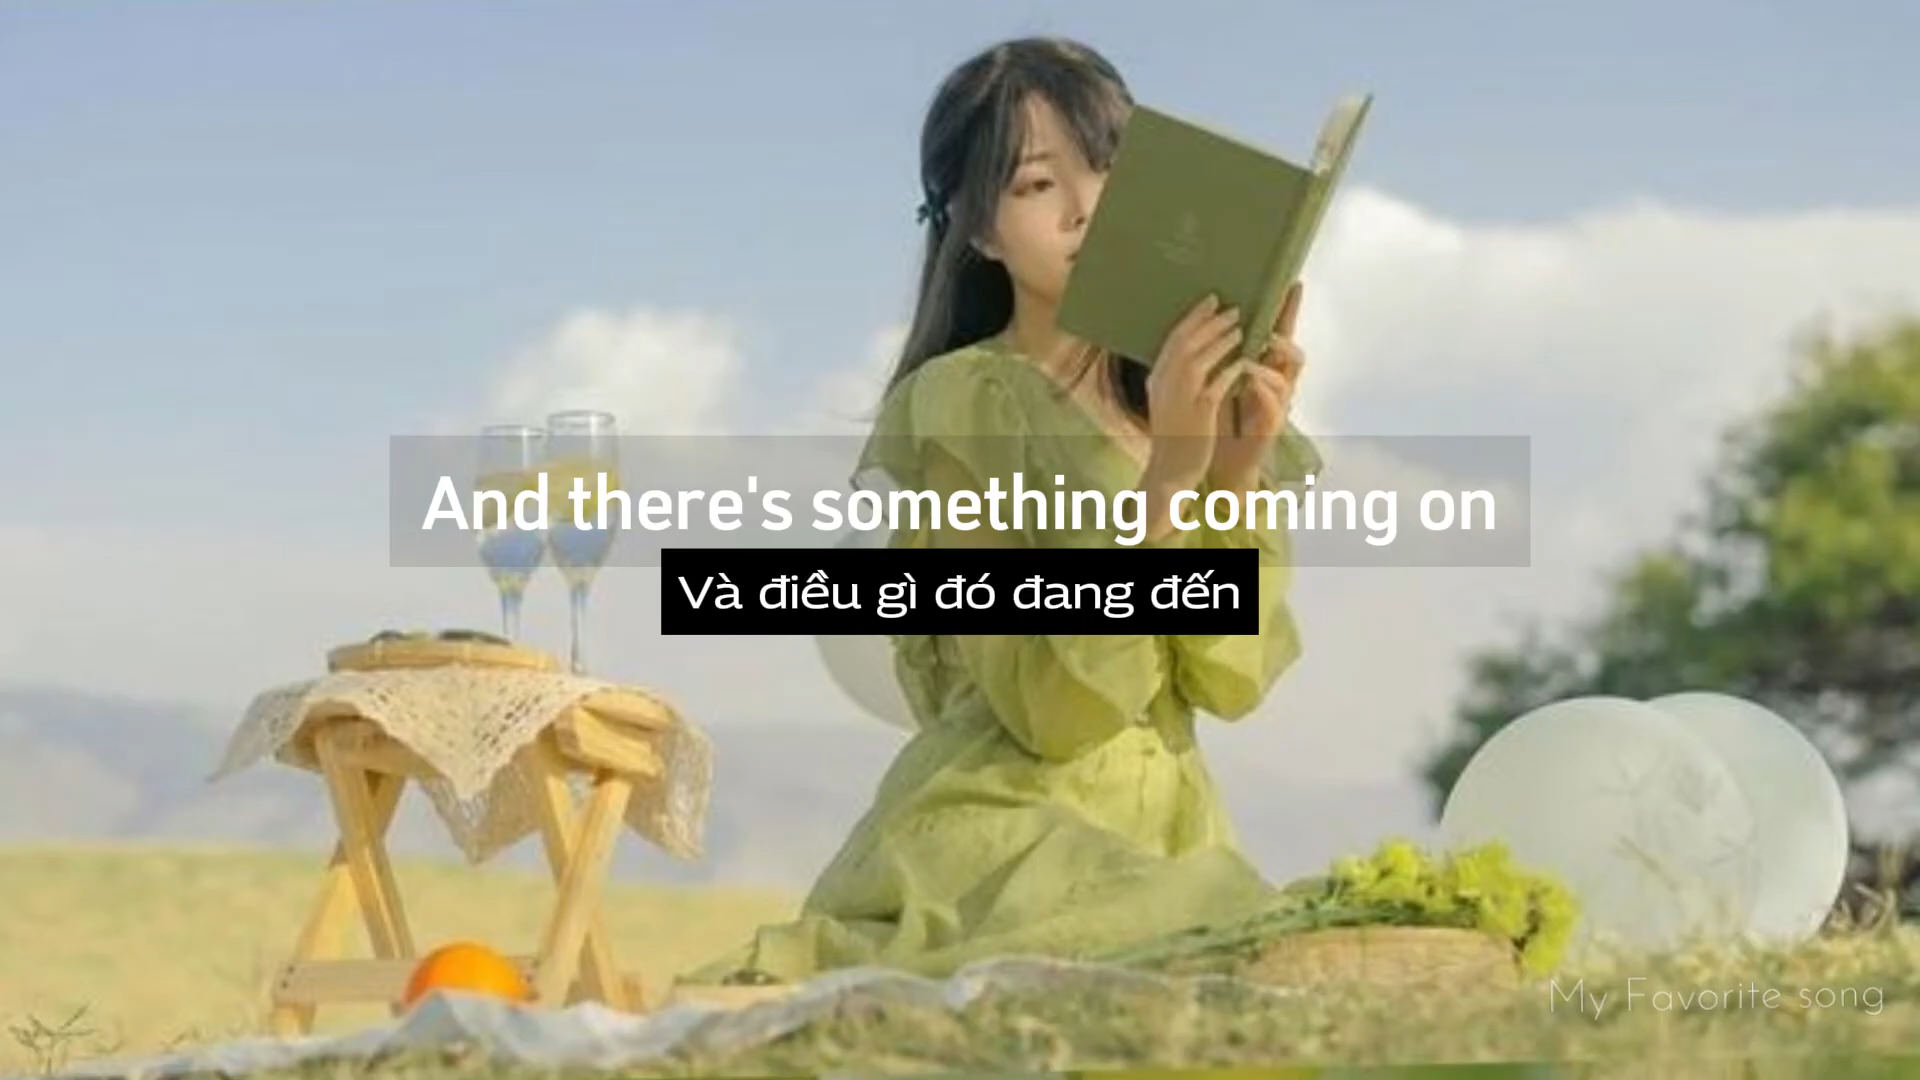 And there's something coming on
Và điều gì đó đang đến
My Favorite song